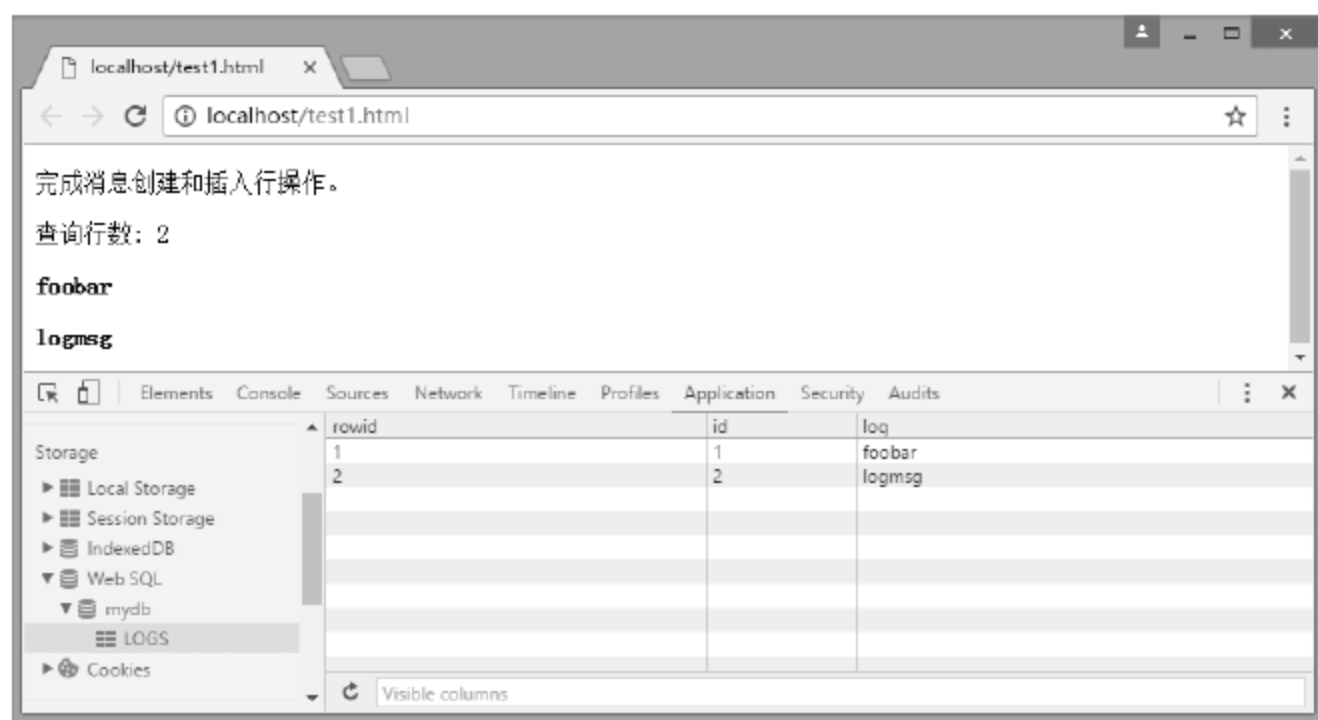 localhost/test1.html
localhost/test1.html
完成消息创建和插入行操作。
查询行数: 2
foobar
logmsg
Elements Console Sources Network Timeline Profiles Application Security Audits
Storage
Local Storage
Session Storage
IndexedDB
Web SQL
mydb
LOGS
Cookies
rowid id log
1 1 foobar
2 2 logmsg
Visible columns